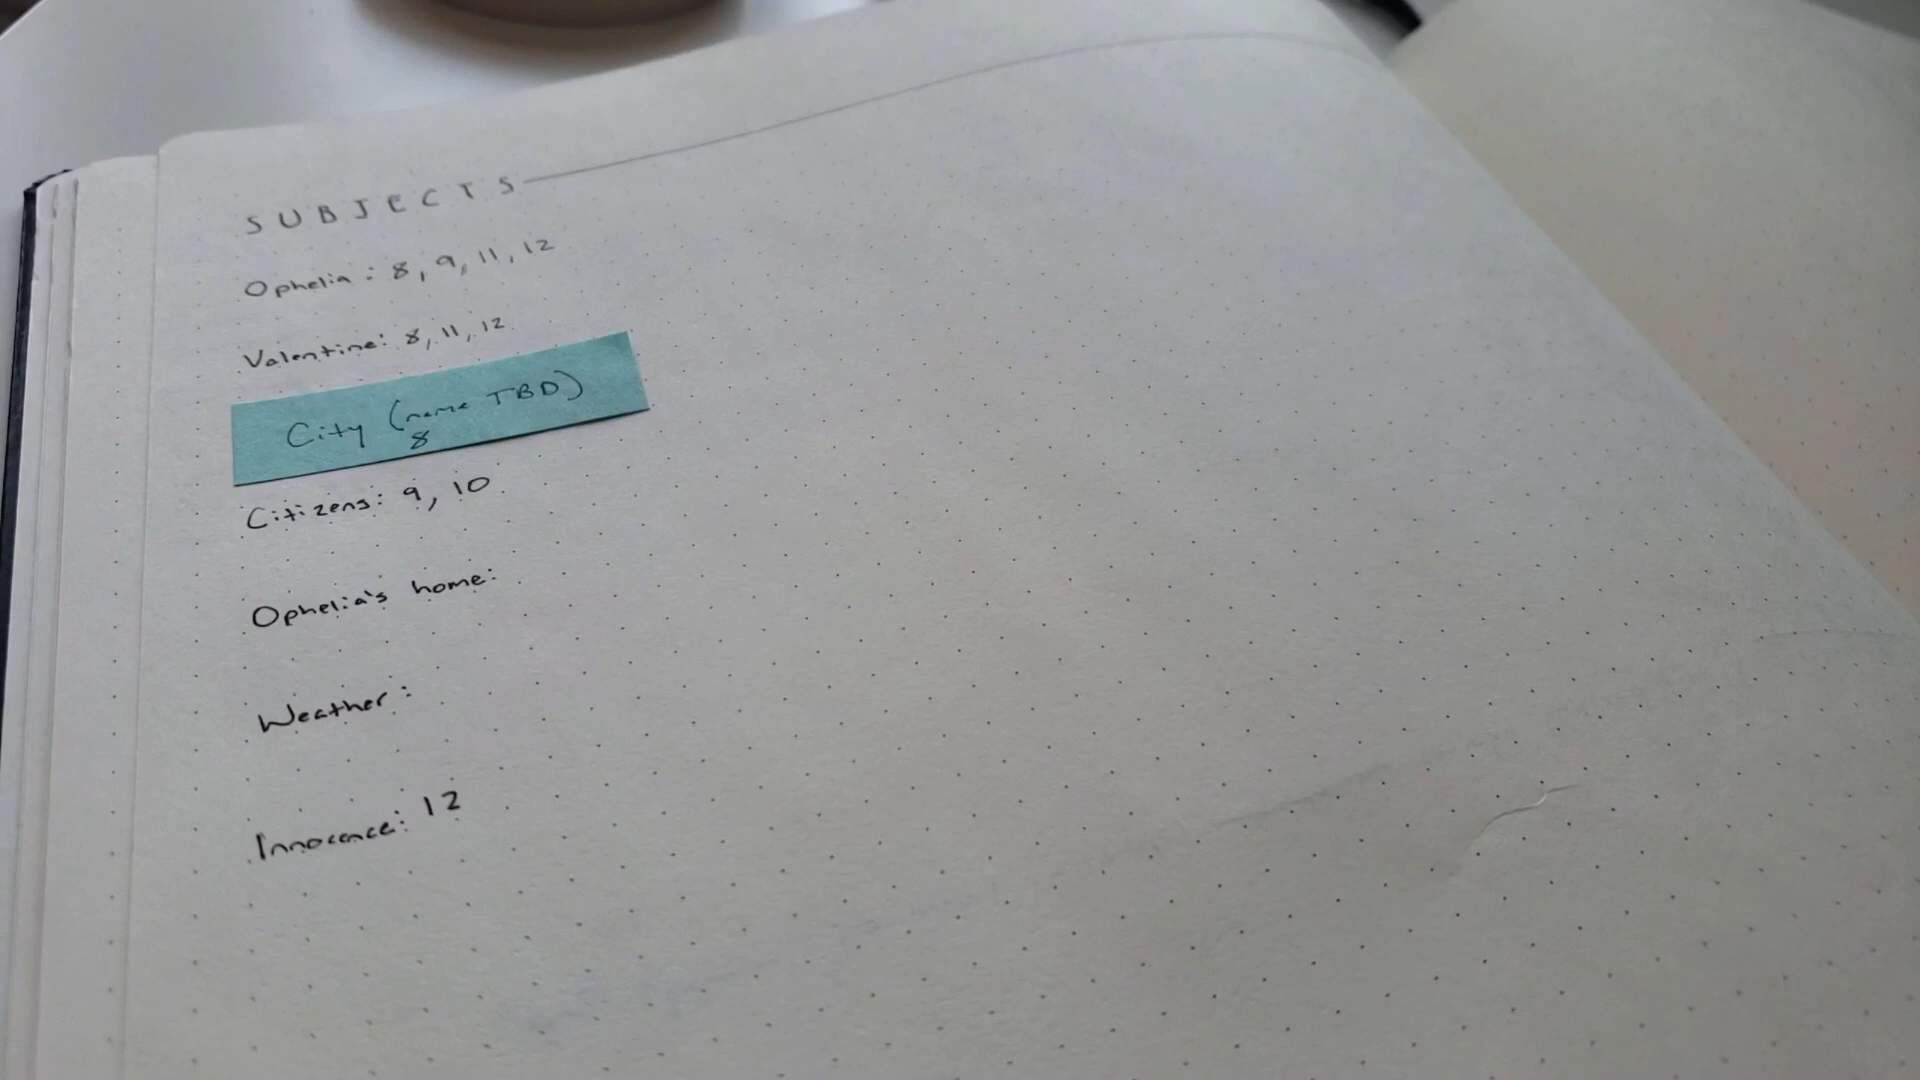 SUBJECTS
Ophelia: 8, 9, 11, 12
Valentine: 8, 11, 12
City (name TBD)
8
Citizens: 9, 10
Ophelia's home:
Weather:
Innocence: 12